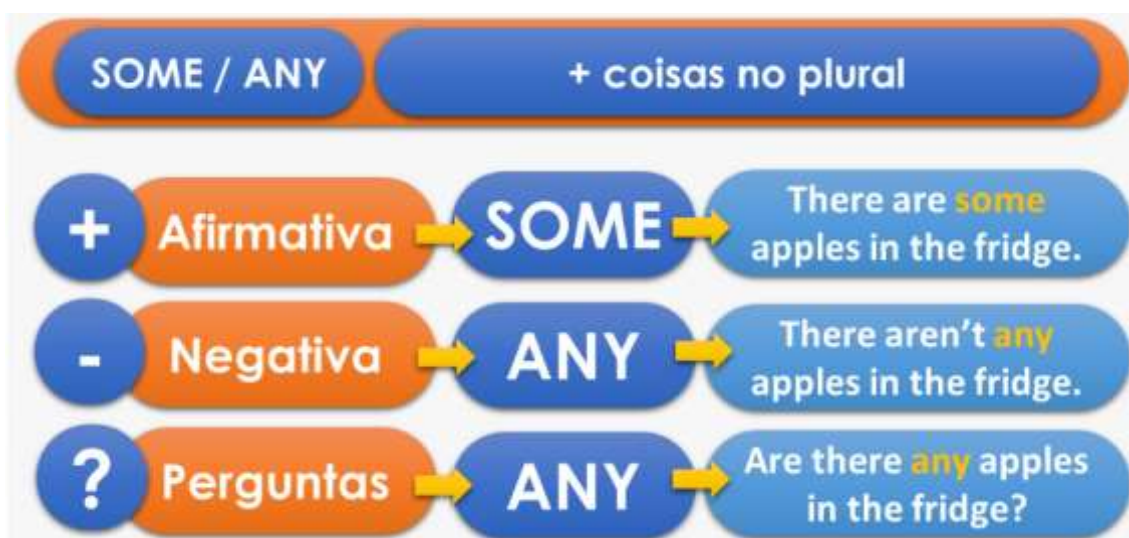 SOME / ANY
+ coisas no plural
+
Afirmativa
SOME
There are some
apples in the fridge.
-
Negativa
ANY
There aren’t any
apples in the fridge.
?
Perguntas
ANY
Are there any apples
in the fridge?